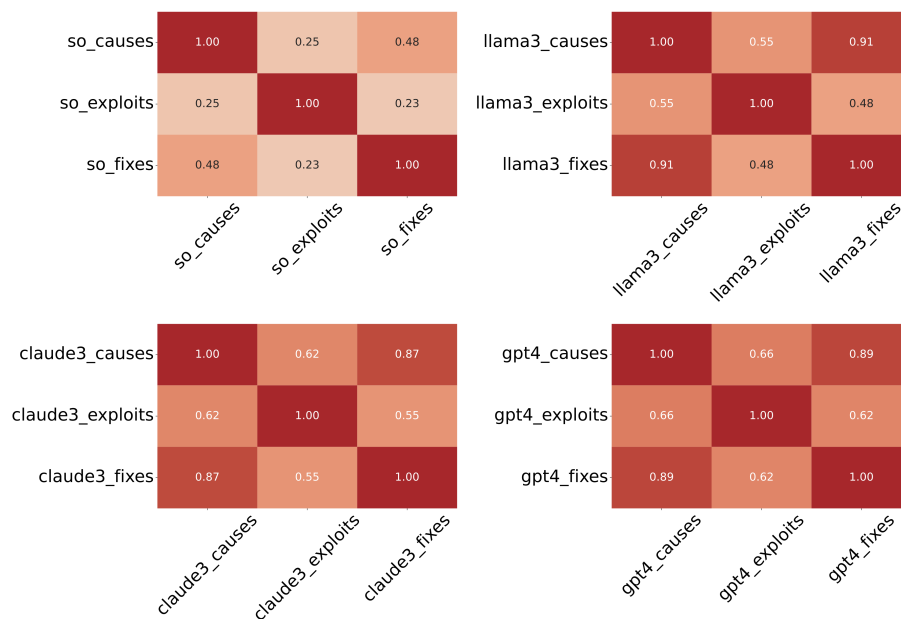 so_causes 1.00 0.25 0.48
so_exploits 0.25 1.00 0.23
so_fixes 0.48 0.23 1.00
so_causes so_exploits so_fixes
llama3_causes 1.00 0.55 0.91
llama3_exploits 0.55 1.00 0.48
llama3_fixes 0.91 0.48 1.00
llama3_causes llama3_exploits llama3_fixes
claude3_causes 1.00 0.62 0.87
claude3_exploits 0.62 1.00 0.55
claude3_fixes 0.87 0.55 1.00
claude3_causes claude3_exploits claude3_fixes
gpt4_causes 1.00 0.66 0.89
gpt4_exploits 0.66 1.00 0.62
gpt4_fixes 0.89 0.62 1.00
gpt4_causes gpt4_exploits gpt4_fixes